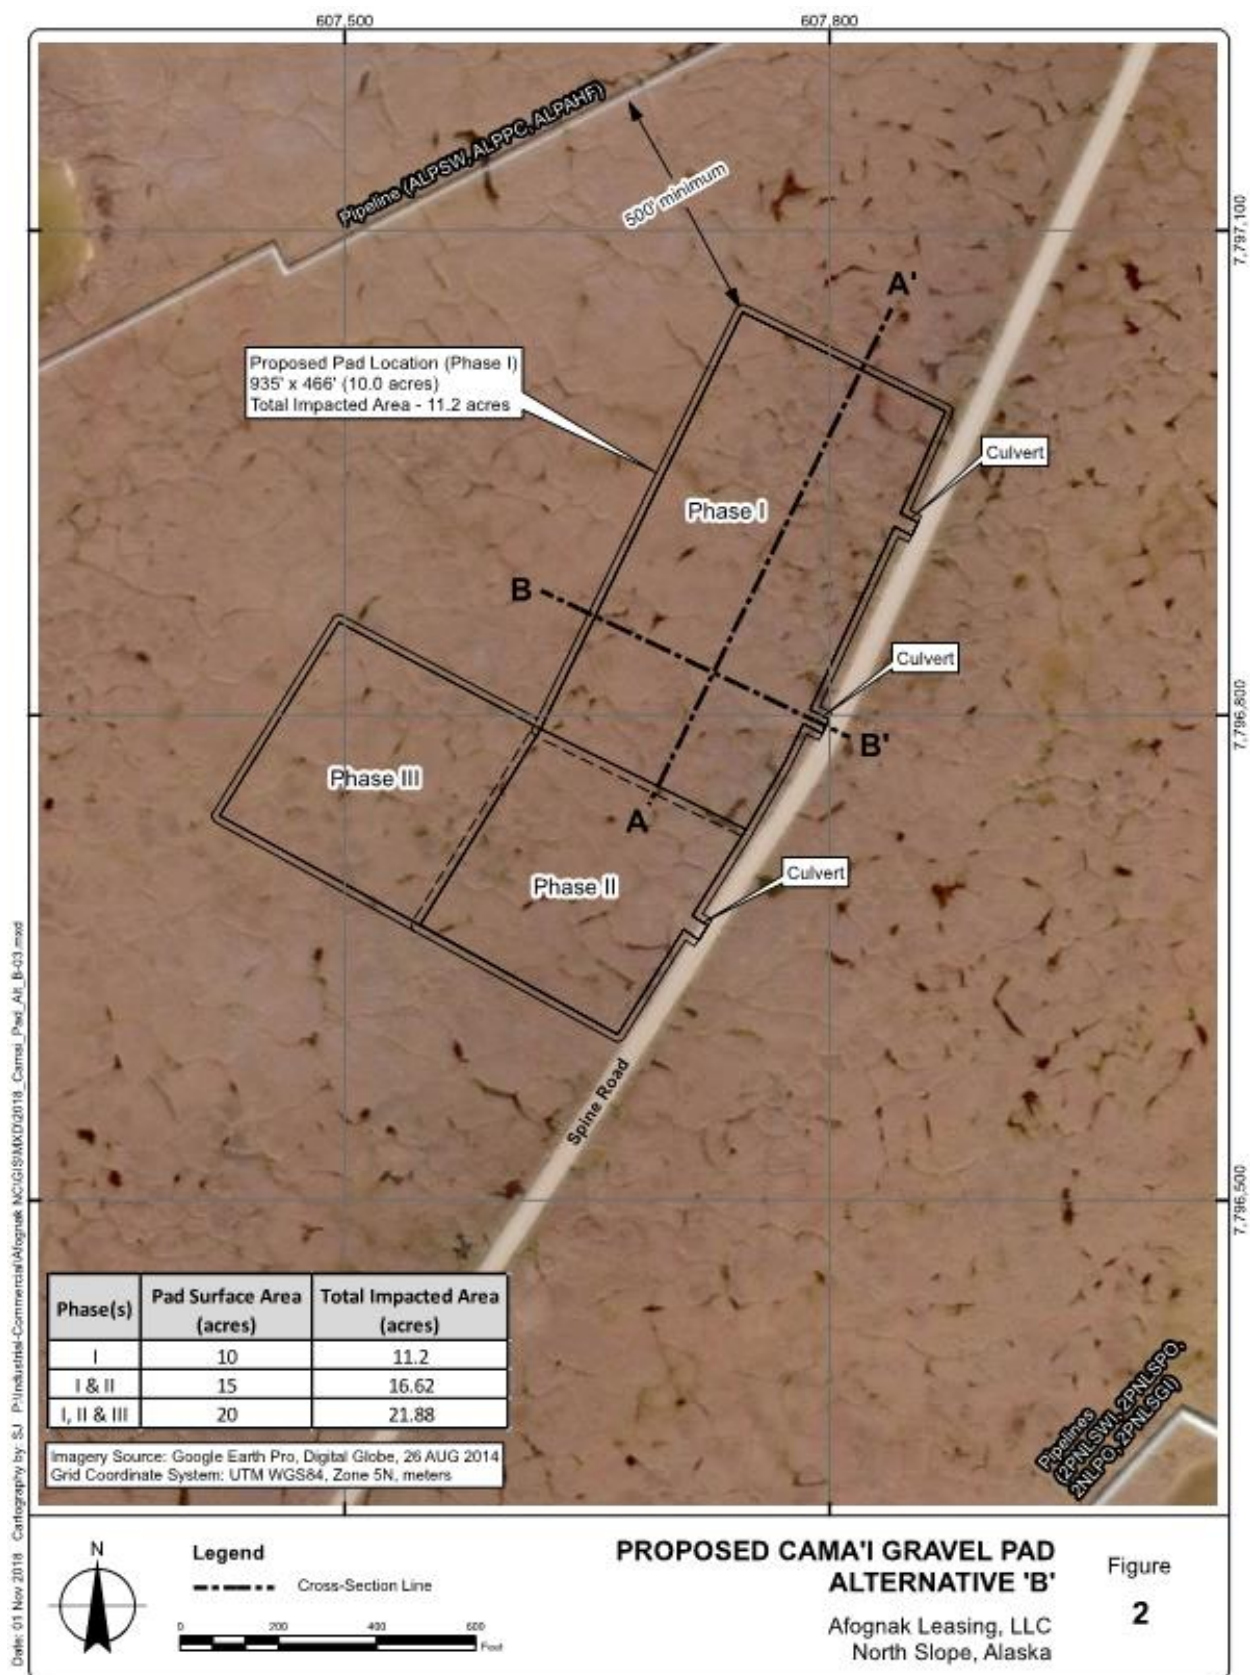 607,500
607,800
Pipeline (ALPSW, ALPPC, ALPAHF)
500' minimum
7,797,100
A'
Proposed Pad Location (Phase I)
935' x 466' (10.0 acres)
Total Impacted Area - 11.2 acres
Culvert
Phase I
B
Culvert
7,796,800
B'
Phase III
A
Culvert
Phase II
Spine Road
7,796,500
Phase(s) Pad Surface Area (acres) Total Impacted Area (acres)
I 10 11.2
I & II 15 16.62
I, II & III 20 21.88
Imagery Source: Google Earth Pro, Digital Globe, 26 AUG 2014
Grid Coordinate System: UTM WGS84, Zone 5N, meters
Pipelines
(2PNLSWI, 2PNLSPO,
2NLPO, 2PNLSGI)
Date: 01 Nov 2018 Cartography by: SJ
N
Legend
Cross-Section Line
0 200 400 600
Feet
PROPOSED CAMA'I GRAVEL PAD
ALTERNATIVE 'B'
Afognak Leasing, LLC
North Slope, Alaska
Figure
2